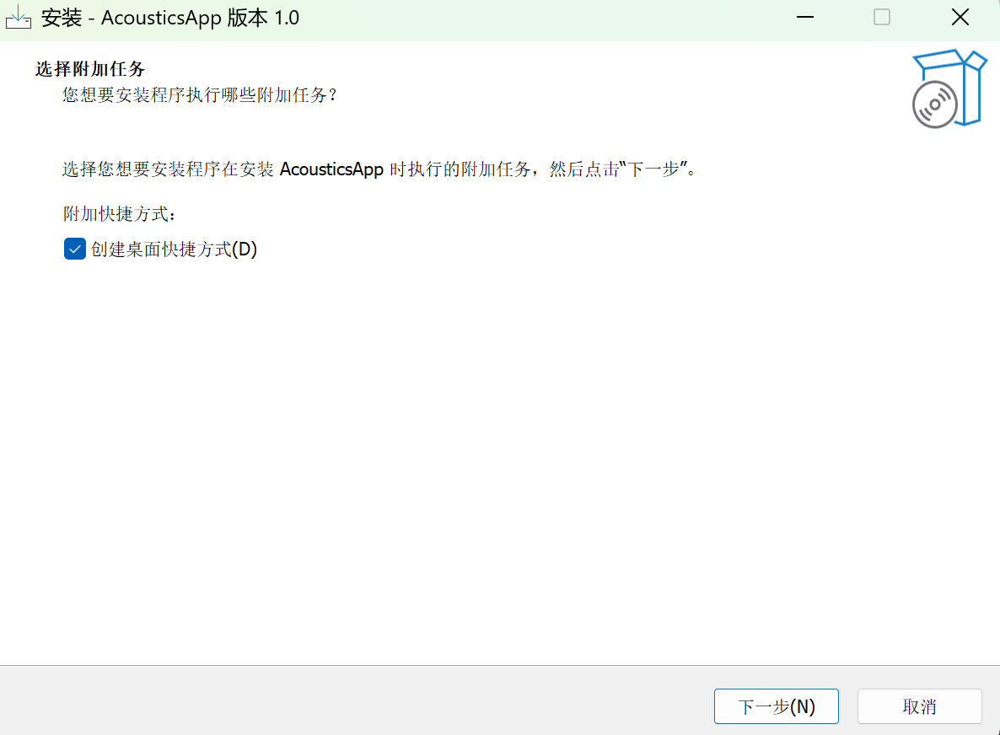 安装 - AcousticsApp 版本 1.0
选择附加任务
您想要安装程序执行哪些附加任务？
选择您想要安装程序在安装 AcousticsApp 时执行的附加任务，然后点击“下一步”。
附加快捷方式：
创建桌面快捷方式(D)
下一步(N)
取消